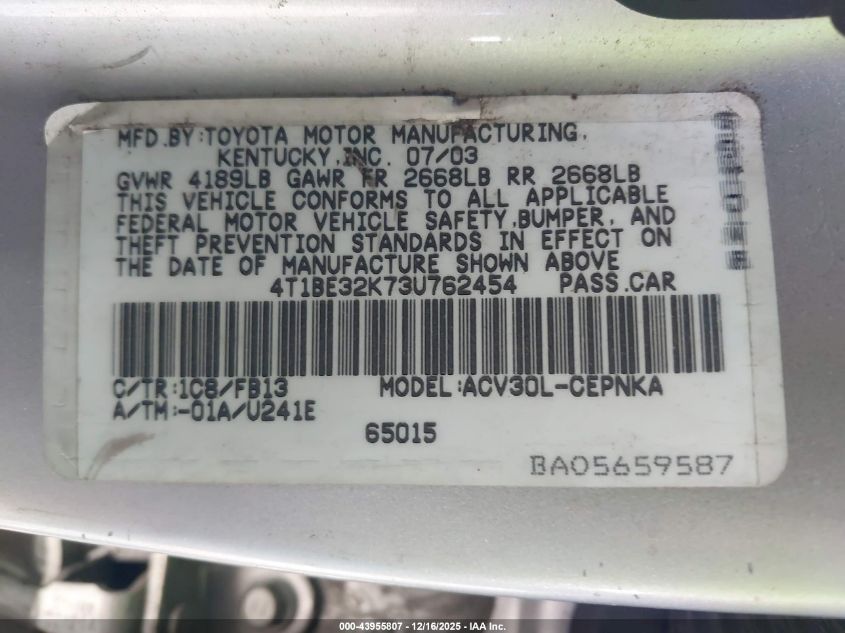 MFD.BY:TOYOTA MOTOR MANUFACTURING,
KENTUCKY,INC. 07/03
GVWR 4189LB GAWR FR 2668LB RR 2668LB
THIS VEHICLE CONFORMS TO ALL APPLICABLE
FEDERAL MOTOR VEHICLE SAFETY,BUMPER, AND
THEFT PREVENTION STANDARDS IN EFFECT ON
THE DATE OF MANUFACTURE SHOWN ABOVE
4T1BE32K73U762454 PASS.CAR
C/TR:1C8/FB13 MODEL:ACV30L-CEPNKA
A/TM:-01A/U241E
65015
BA05659587
000-43955807 - 12/16/2025 - IAA, Inc.